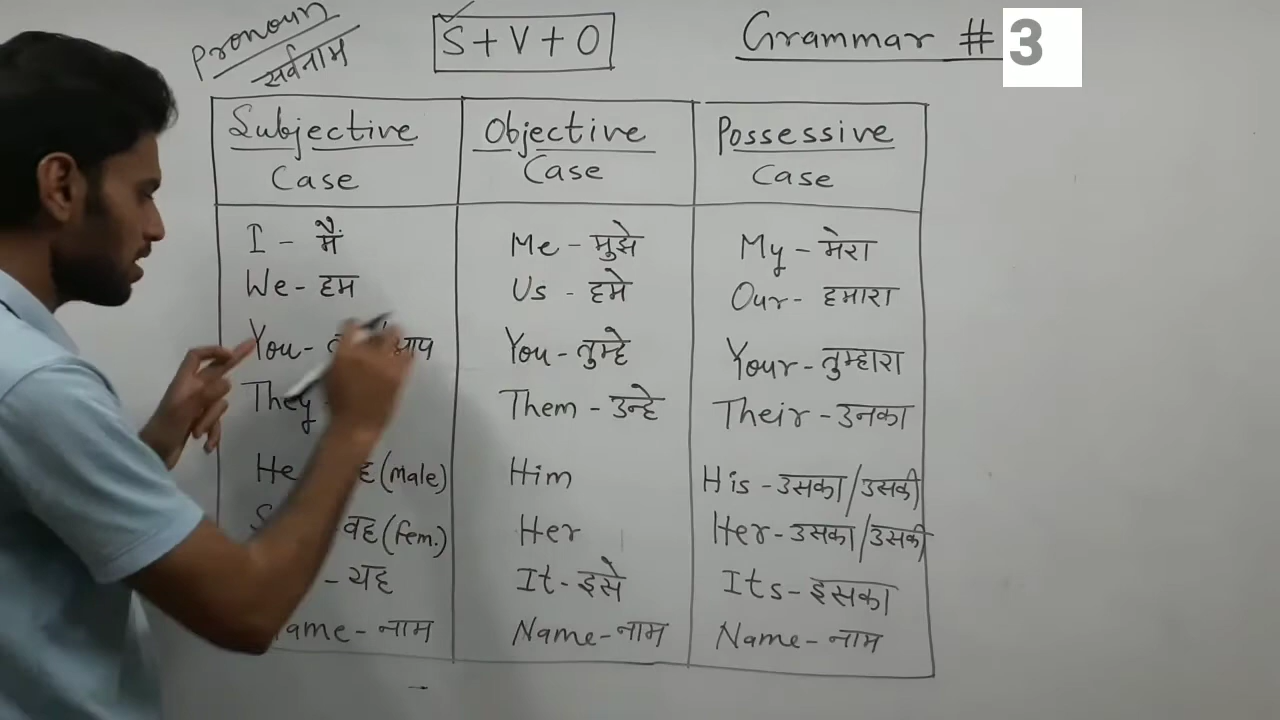 Pronoun
सर्वनाम
S+V+O
Grammar #3
Subjective Case
Objective Case
Possessive Case
I - मैं
Me - मुझे
My - मेरा
We - हम
Us - हमे
Our - हमारा
You - /आप
You - तुम्हे
Your - तुम्हारा
They -
Them - उन्हे
Their - उनका
He (male)
Him
His - उसका/उसकी
वह (fem.)
Her
Her - उसका/उसकी
- यह
It - इसे
Its - इसका
Name - नाम
Name - नाम
Name - नाम